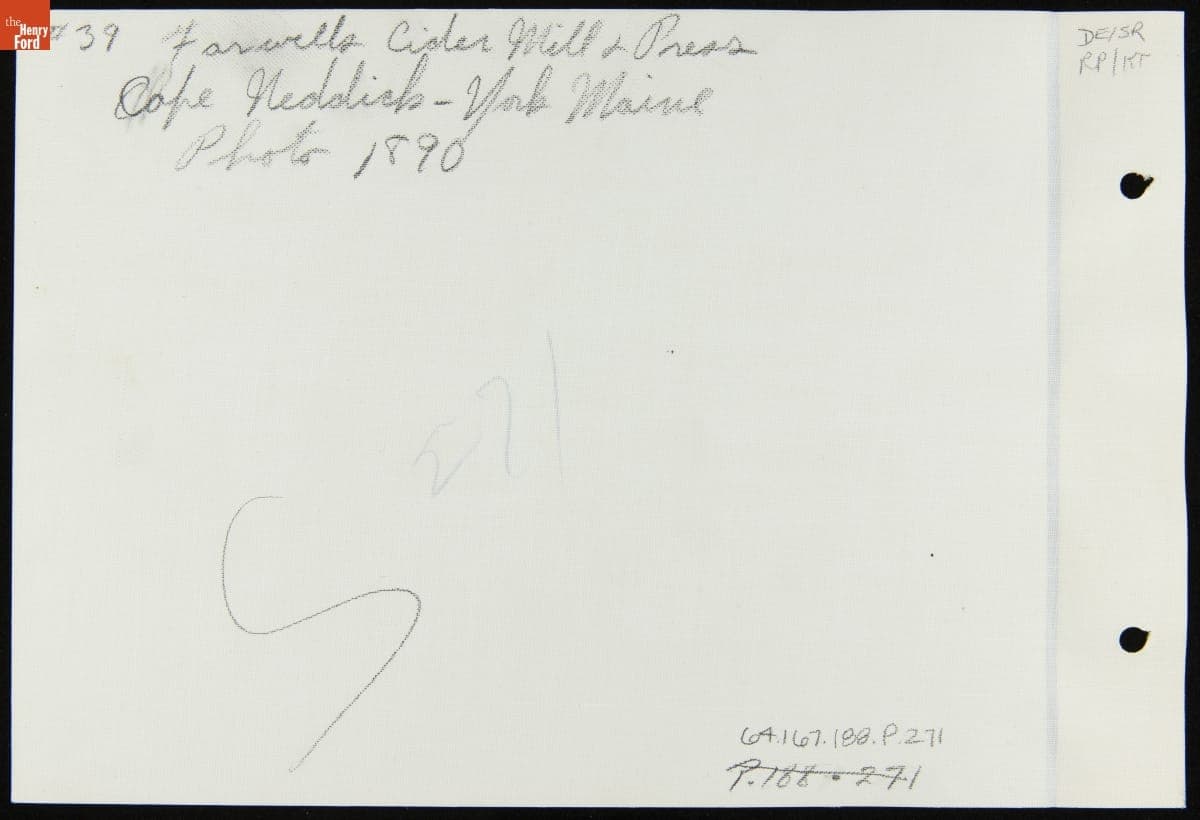 the
Henry
Ford
#39 Farwells Cider Mill & Press
Cape Neddick - York Maine
Photo 1890
DE/SR
RP/KT
271
64.167.188.P.271
P.188.271